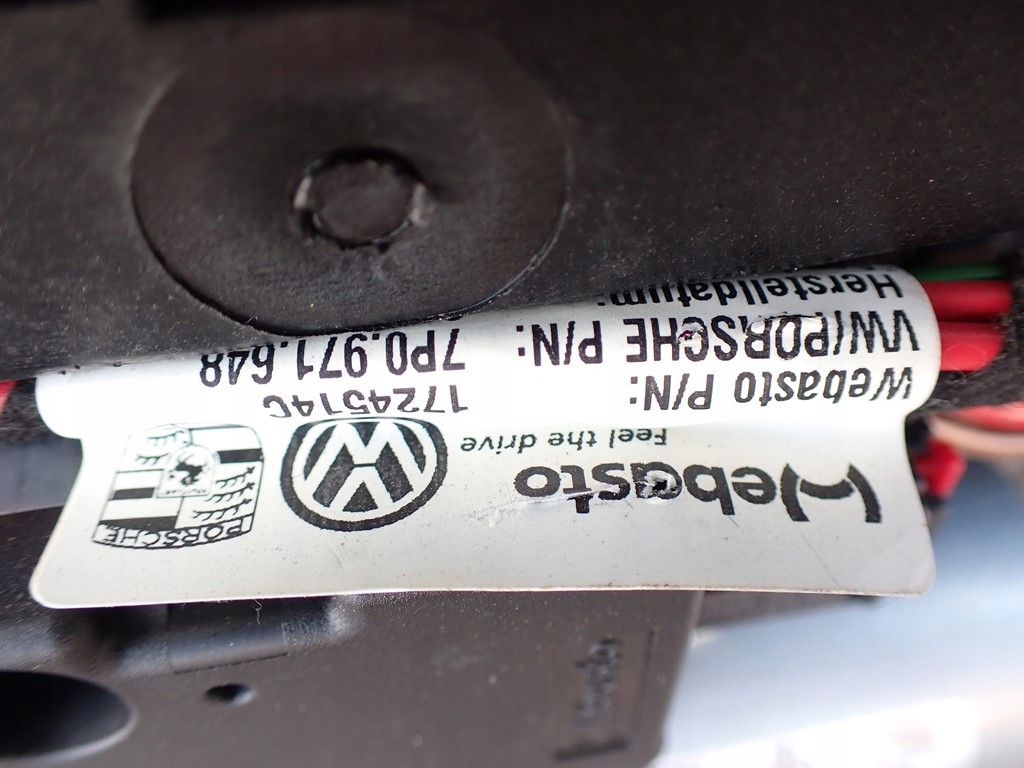 Webasto
Feel the drive
PORSCHE
Webasto P/N: 1724514C
VW/PORSCHE P/N: 7P0.971.648
Herstelldatum: